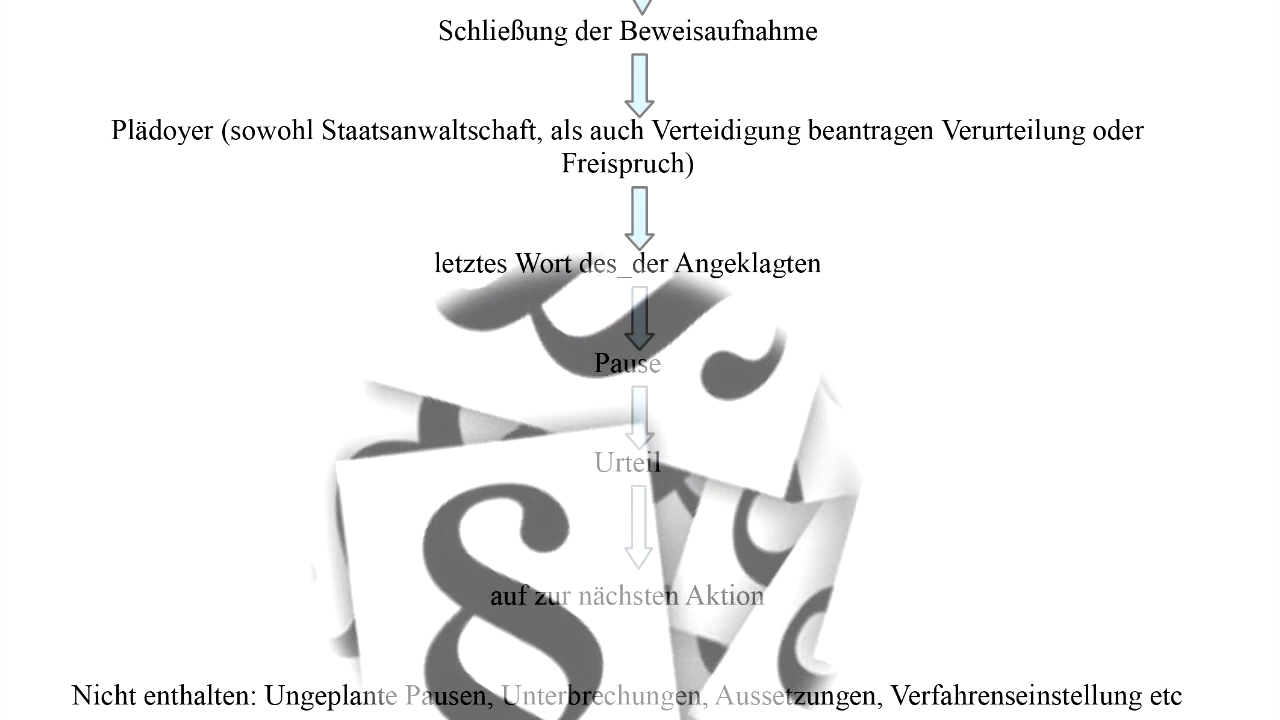 Schließung der Beweisaufnahme
Plädoyer (sowohl Staatsanwaltschaft, als auch Verteidigung beantragen Verurteilung oder
Freispruch)
letztes Wort des_der Angeklagten
Pause
Urteil
auf zur nächsten Aktion
§
Nicht enthalten: Ungeplante Pausen, Unterbrechungen, Aussetzungen, Verfahrenseinstellung etc